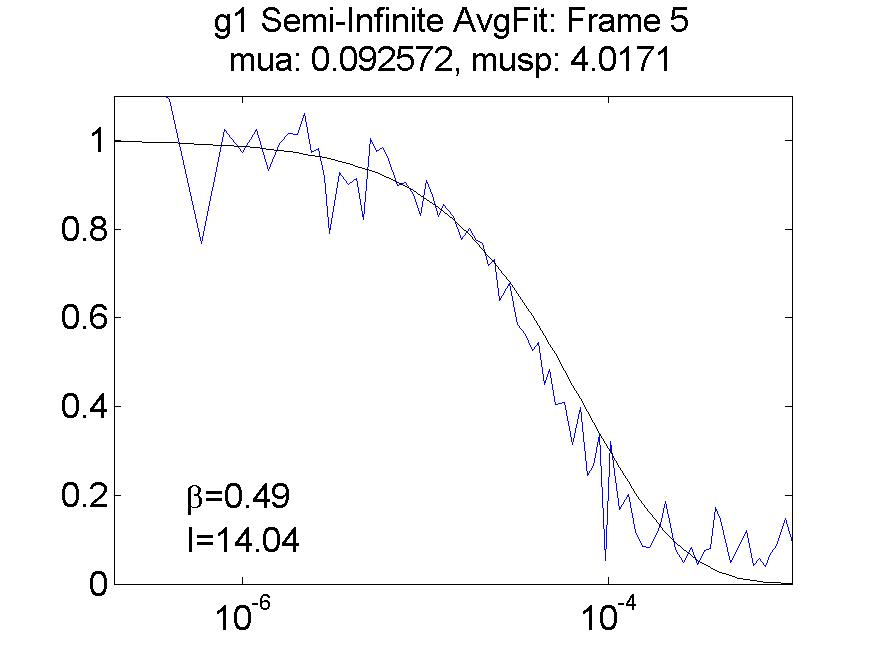 g1 Semi-Infinite AvgFit: Frame 5
mua: 0.092572, musp: 4.0171
1
0.8
0.6
0.4
0.2
0
β=0.49
I=14.04
10^-6
10^-4